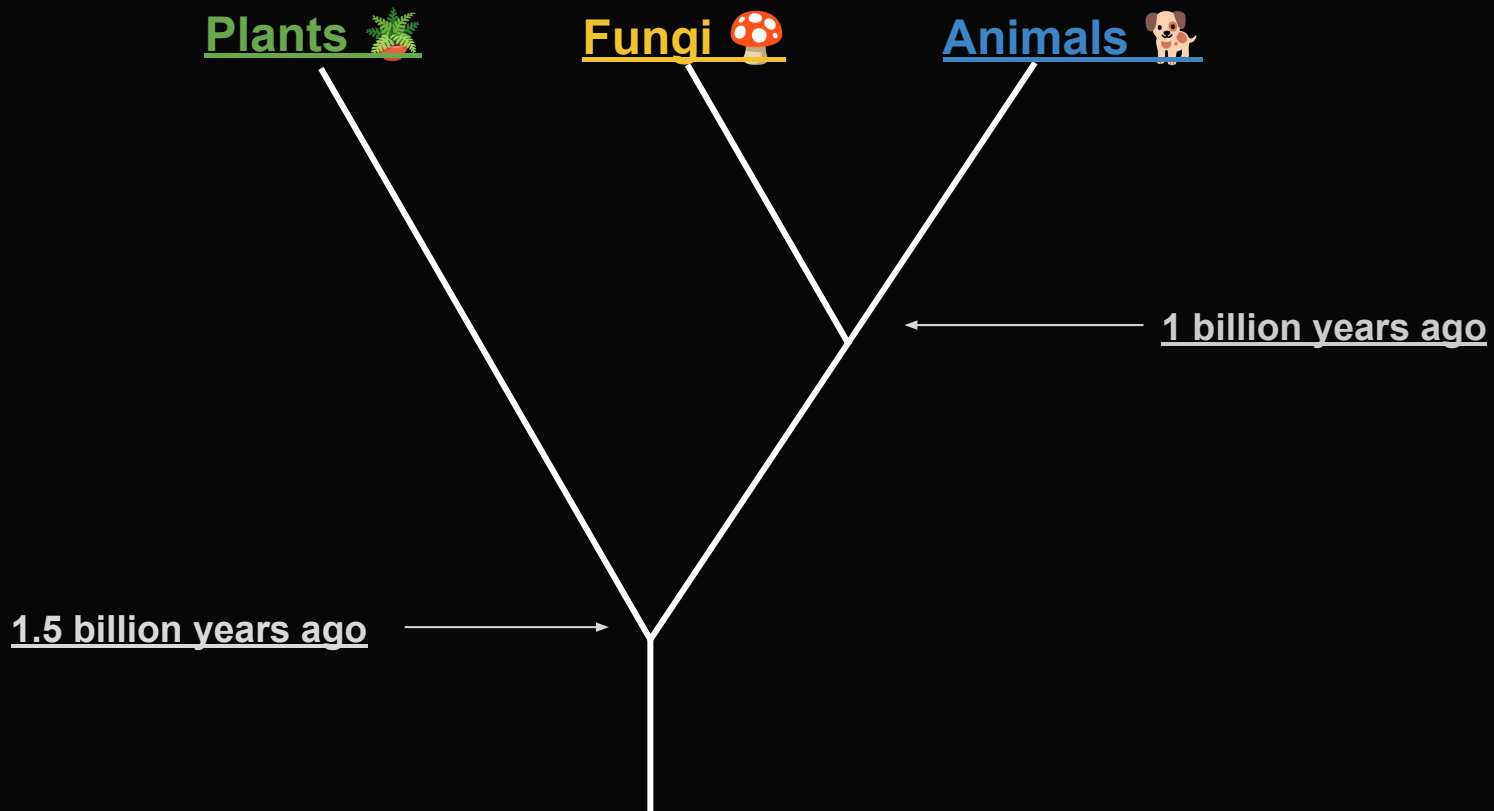 Plants
Fungi
Animals
1 billion years ago
1.5 billion years ago